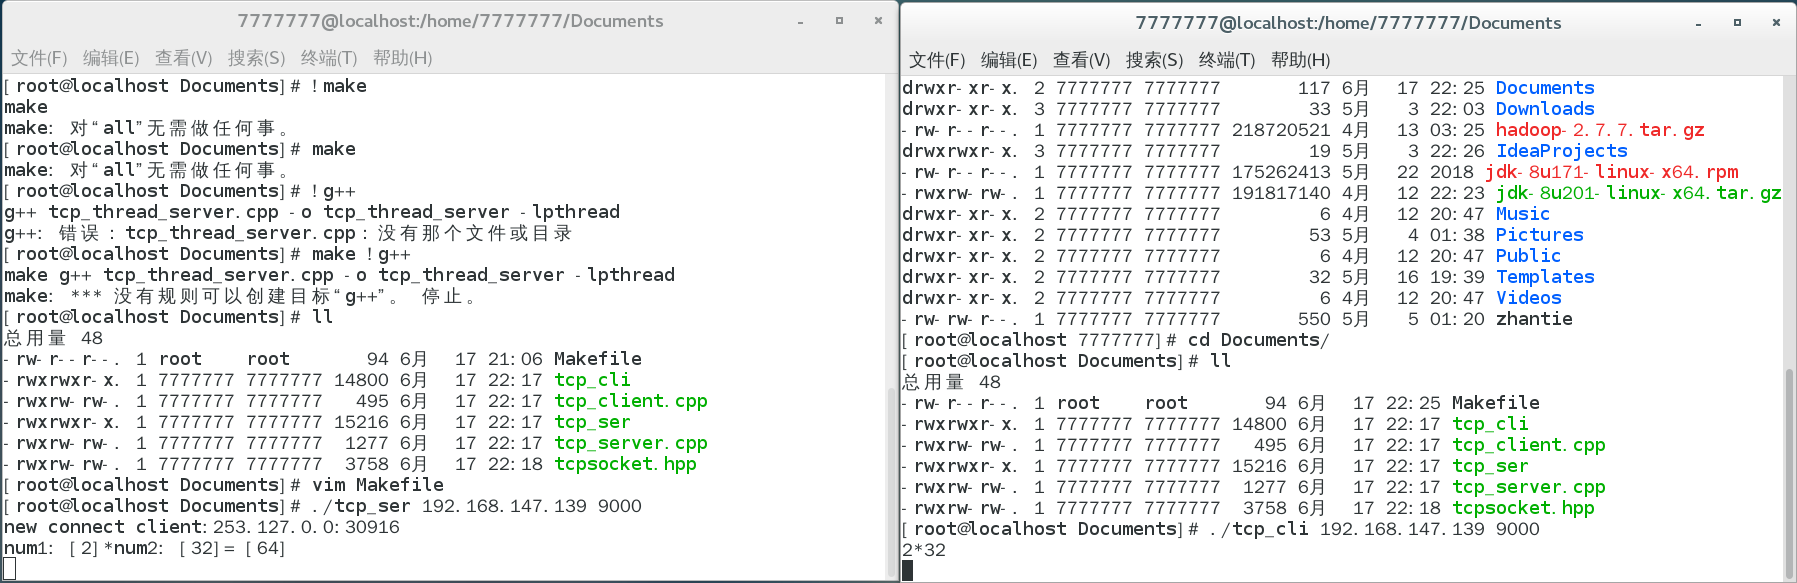 7777777@localhost:/home/7777777/Documents
文件(F) 编辑(E) 查看(V) 搜索(S) 终端(T) 帮助(H)
[root@localhost Documents]# !make
make
make: 对“all”无需做任何事。
[root@localhost Documents]# make
make: 对“all”无需做任何事。
[root@localhost Documents]# !g++
g++ tcp_thread_server.cpp -o tcp_thread_server -lpthread
g++: 错误：tcp_thread_server.cpp：没有那个文件或目录
[root@localhost Documents]# make !g++
make g++ tcp_thread_server.cpp -o tcp_thread_server -lpthread
make: *** 没有规则可以创建目标“g++”。 停止。
[root@localhost Documents]# ll
总用量 48
-rw-r--r--. 1 root    root       94 6月  17 21:06 Makefile
-rwxrwxr-x. 1 7777777 7777777 14800 6月  17 22:17 tcp_cli
-rwxrw-rw-. 1 7777777 7777777   495 6月  17 22:17 tcp_client.cpp
-rwxrwxr-x. 1 7777777 7777777 15216 6月  17 22:17 tcp_ser
-rwxrw-rw-. 1 7777777 7777777  1277 6月  17 22:17 tcp_server.cpp
-rwxrw-rw-. 1 7777777 7777777  3758 6月  17 22:18 tcpsocket.hpp
[root@localhost Documents]# vim Makefile
[root@localhost Documents]# ./tcp_ser 192.168.147.139 9000
new connect client:253.127.0.0:30916
num1: [2]*num2: [32]=[64]
7777777@localhost:/home/7777777/Documents
文件(F) 编辑(E) 查看(V) 搜索(S) 终端(T) 帮助(H)
drwxr-xr-x. 2 7777777 7777777       117 6月  17 22:25 Documents
drwxr-xr-x. 3 7777777 7777777        33 5月   3 22:03 Downloads
-rw-r--r--. 1 7777777 7777777 218720521 4月  13 03:25 hadoop-2.7.7.tar.gz
drwxrwxr-x. 3 7777777 7777777        19 5月   3 22:26 IdeaProjects
-rw-r--r--. 1 7777777 7777777 175262413 5月  22 2018 jdk-8u171-linux-x64.rpm
-rwxrw-rw-. 1 7777777 7777777 191817140 4月  12 22:23 jdk-8u201-linux-x64.tar.gz
drwxr-xr-x. 2 7777777 7777777         6 4月  12 20:47 Music
drwxr-xr-x. 2 7777777 7777777        53 5月   4 01:38 Pictures
drwxr-xr-x. 2 7777777 7777777         6 4月  12 20:47 Public
drwxr-xr-x. 2 7777777 7777777        32 5月  16 19:39 Templates
drwxr-xr-x. 2 7777777 7777777         6 4月  12 20:47 Videos
-rw-rw-r--. 1 7777777 7777777       550 5月   5 01:20 zhantie
[root@localhost 7777777]# cd Documents/
[root@localhost Documents]# ll
总用量 48
-rw-r--r--. 1 root    root       94 6月  17 22:25 Makefile
-rwxrwxr-x. 1 7777777 7777777 14800 6月  17 22:17 tcp_cli
-rwxrw-rw-. 1 7777777 7777777   495 6月  17 22:17 tcp_client.cpp
-rwxrwxr-x. 1 7777777 7777777 15216 6月  17 22:17 tcp_ser
-rwxrw-rw-. 1 7777777 7777777  1277 6月  17 22:17 tcp_server.cpp
-rwxrw-rw-. 1 7777777 7777777  3758 6月  17 22:18 tcpsocket.hpp
[root@localhost Documents]# ./tcp_cli 192.168.147.139 9000
2*32